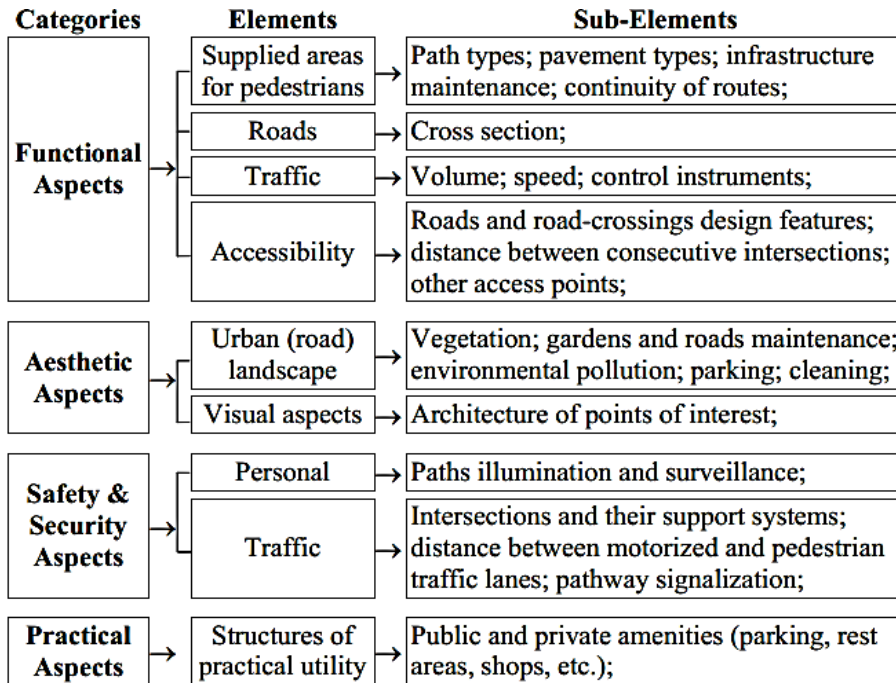 Categories Elements Sub-Elements
Functional
Aspects
Supplied areas
for pedestrians
Path types; pavement types; infrastructure
maintenance; continuity of routes;
Roads
Cross section;
Traffic
Volume; speed; control instruments;
Accessibility
Roads and road-crossings design features;
distance between consecutive intersections;
other access points;
Aesthetic
Aspects
Urban (road)
landscape
Vegetation; gardens and roads maintenance;
environmental pollution; parking; cleaning;
Visual aspects
Architecture of points of interest;
Safety &
Security
Aspects
Personal
Paths illumination and surveillance;
Traffic
Intersections and their support systems;
distance between motorized and pedestrian
traffic lanes; pathway signalization;
Practical
Aspects
Structures of
practical utility
Public and private amenities (parking, rest
areas, shops, etc.);